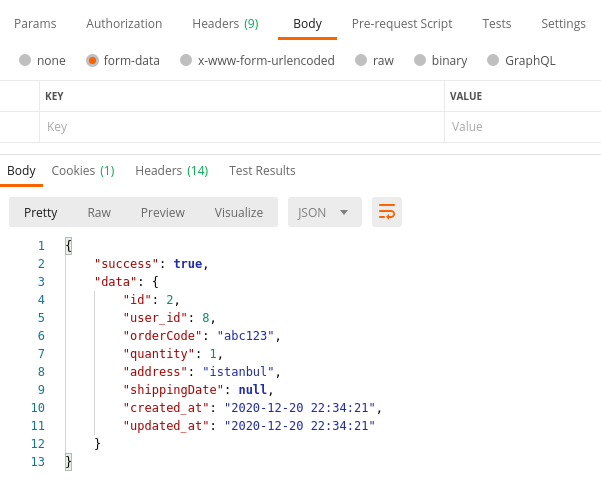 Params Authorization Headers (9) Body Pre-request Script Tests Settings
none form-data x-www-form-urlencoded raw binary GraphQL
KEY VALUE
Key Value
Body Cookies (1) Headers (14) Test Results
Pretty Raw Preview Visualize JSON
1 {
2 "success": true,
3 "data": {
4 "id": 2,
5 "user_id": 8,
6 "orderCode": "abc123",
7 "quantity": 1,
8 "address": "istanbul",
9 "shippingDate": null,
10 "created_at": "2020-12-20 22:34:21",
11 "updated_at": "2020-12-20 22:34:21"
12 }
13 }